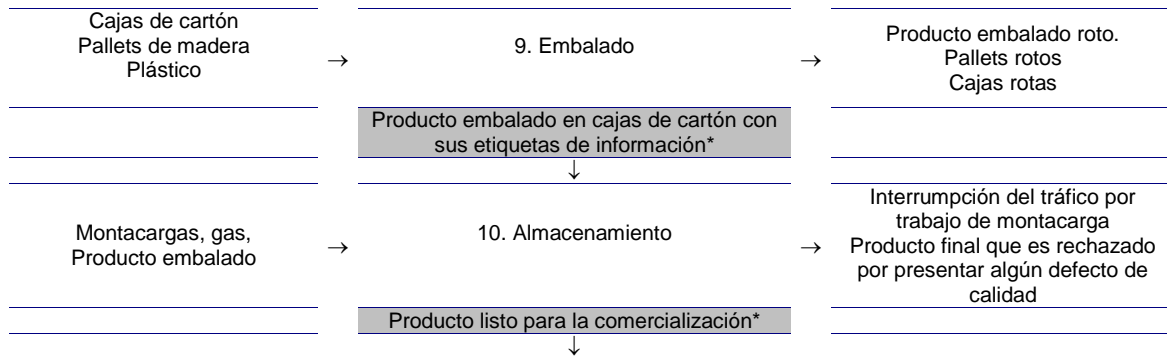 Cajas de cartón
Pallets de madera
Plástico
→
9. Embalado
→
Producto embalado roto.
Pallets rotos
Cajas rotas
Producto embalado en cajas de cartón con
sus etiquetas de información*
↓
Montacargas, gas,
Producto embalado
→
10. Almacenamiento
→
Interrumpción del tráfico por
trabajo de montacarga
Producto final que es rechazado
por presentar algún defecto de
calidad
Producto listo para la comercialización*
↓